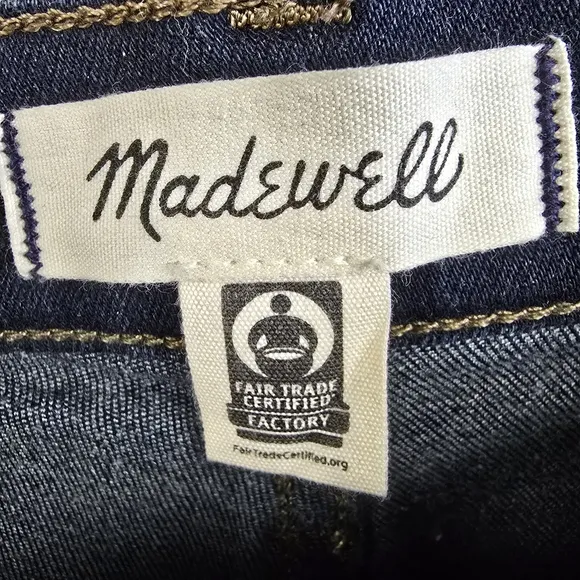 Madewell
FAIR TRADE
CERTIFIED
FACTORY
FairTradeCertified.org